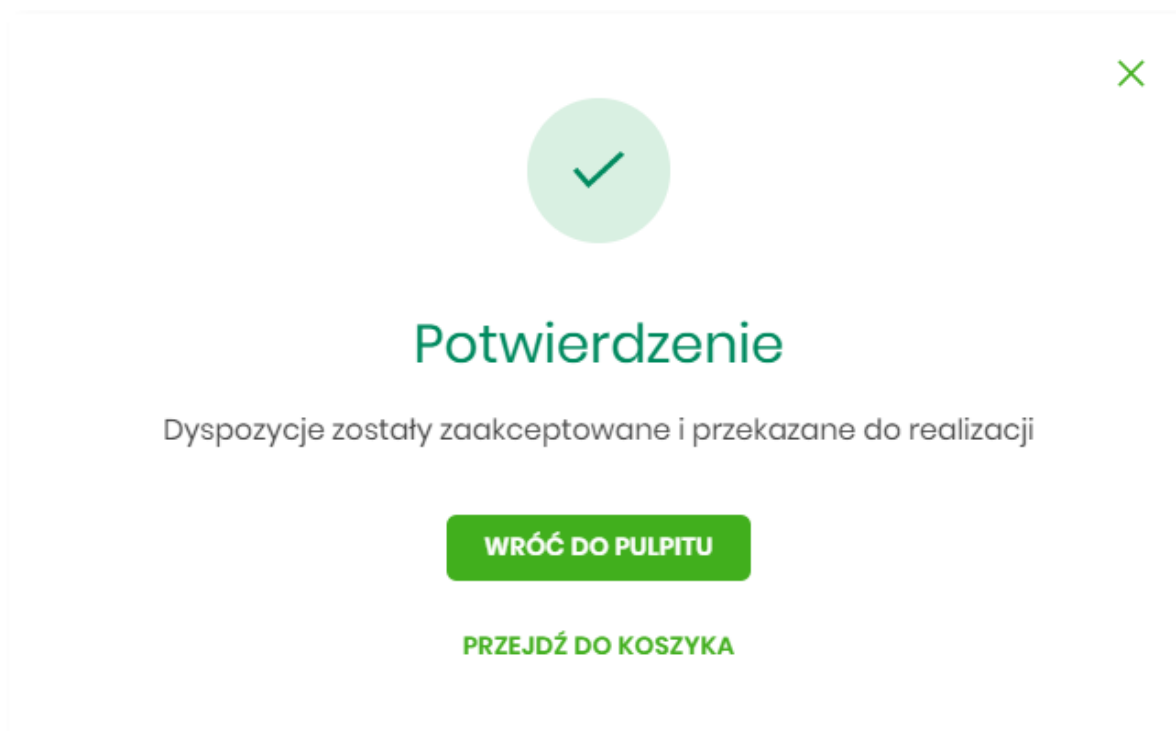 Potwierdzenie
Dyspozycje zostały zaakceptowane i przekazane do realizacji
WRÓĆ DO PULPITU
PRZEJDŹ DO KOSZYKA